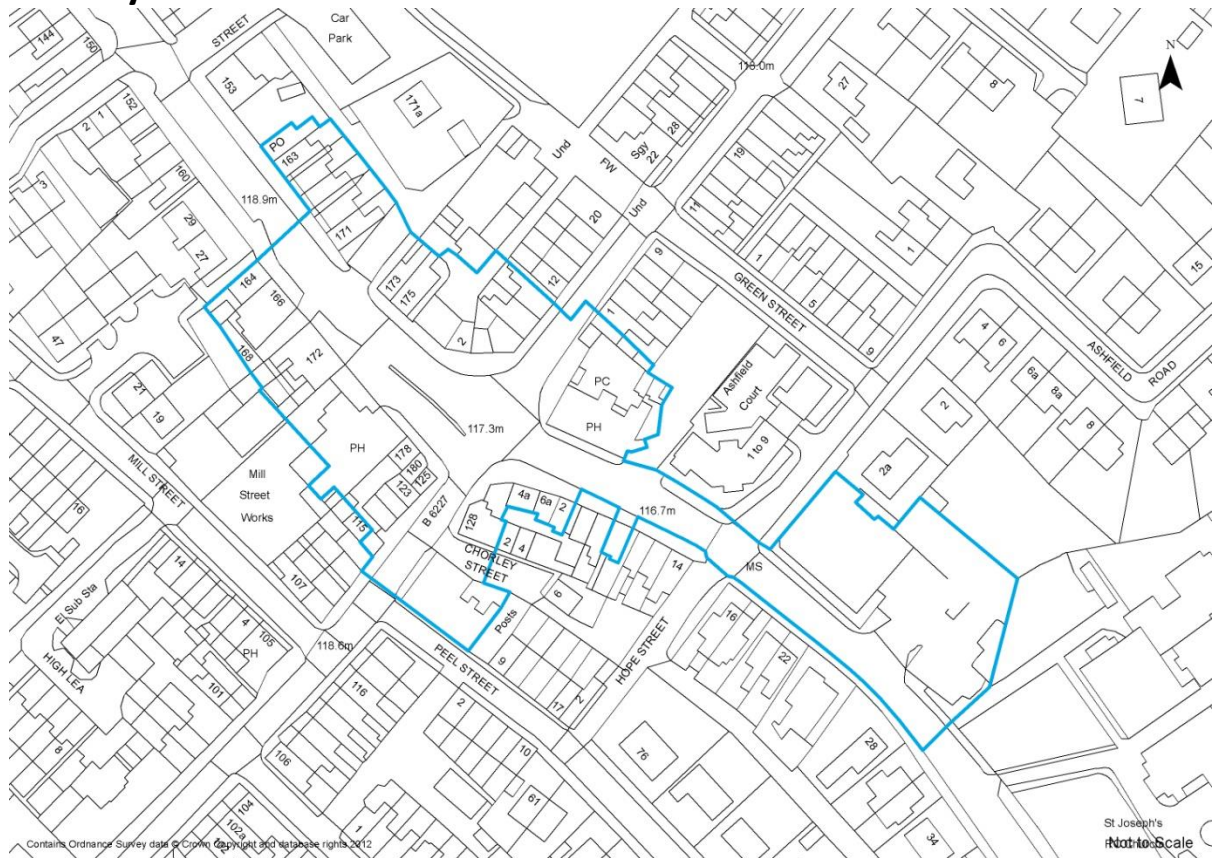 144
150
STREET
Car
Park
153
171a
118.0m
27
8
7
N
2
1
152
160
3
PO
163
118.9m
171
29
27
Und
FW
Sgy
22
28
19
11
20
Und
12
9
1
1
5
9
GREEN STREET
15
ASHFIELD
ROAD
4
6
6a
8a
8
2
2a
47
164
166
168
172
173
175
2
1
PC
PH
Ashfield
Court
1 to 9
21
19
MILL STREET
Mill
Street
Works
16
PH
178
180
125
123
117.3m
B 6227
115
107
4a
6a
2
128
2
4
CHORLEY
STREET
116.7m
14
MS
6
Posts
9
17
2
HOPE STREET
16
22
28
34
El Sub Sta
HIGH LEA
14
4
105
PH
101
8
118.6m
PEEL STREET
116
106
104
102a
1
2
10
61
76
St Joseph's
Not to Scale
Contains Ordnance Survey data © Crown Copyright and database rights 2012